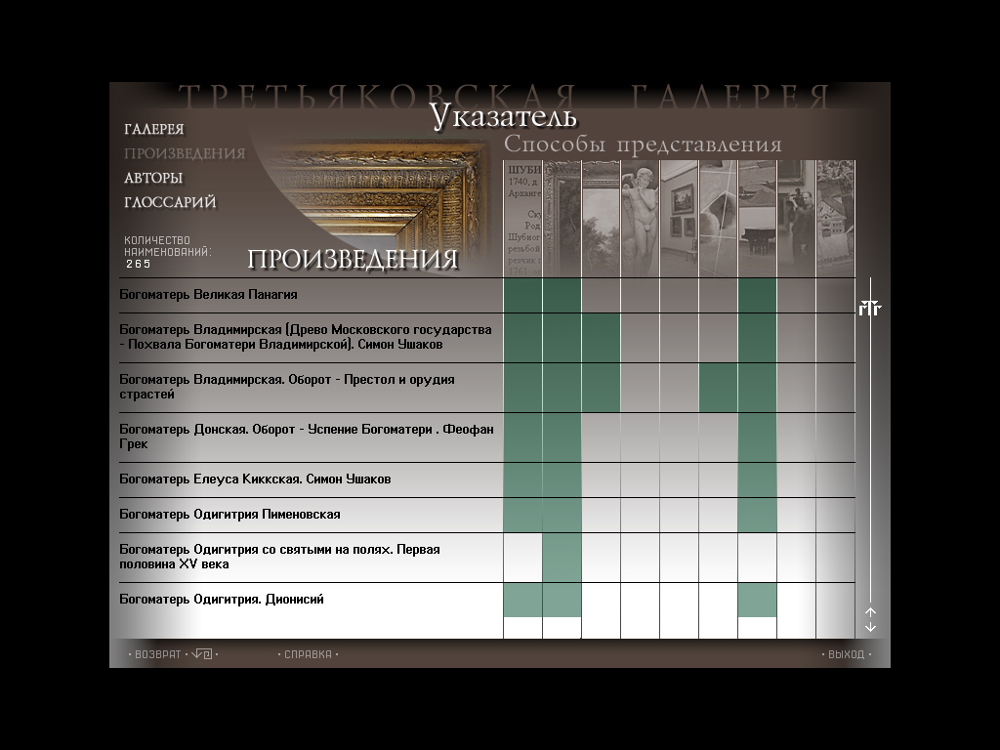 ТРЕТЬЯКОВСКАЯ ГАЛЕРЕЯ
Указатель
Способы представления
ГАЛЕРЕЯ
ПРОИЗВЕДЕНИЯ
АВТОРЫ
ГЛОССАРИЙ
КОЛИЧЕСТВО
НАИМЕНОВАНИЙ:
265
ПРОИЗВЕДЕНИЯ
ШУБИ
1740, д
Арханге
Ску
Род
Шубног
резьбой
резчик п
1761
Богоматерь Великая Панагия
Богоматерь Владимирская (Древо Московского государства
- Похвала Богоматери Владимирской). Симон Ушаков
Богоматерь Владимирская. Оборот - Престол и орудия
страстей
Богоматерь Донская. Оборот - Успение Богоматери . Феофан
Грек
Богоматерь Елеуса Киккская. Симон Ушаков
Богоматерь Одигитрия Пименовская
Богоматерь Одигитрия со святыми на полях. Первая
половина XV века
Богоматерь Одигитрия. Дионисий
• ВОЗВРАТ •
• СПРАВКА •
• ВЫХОД •